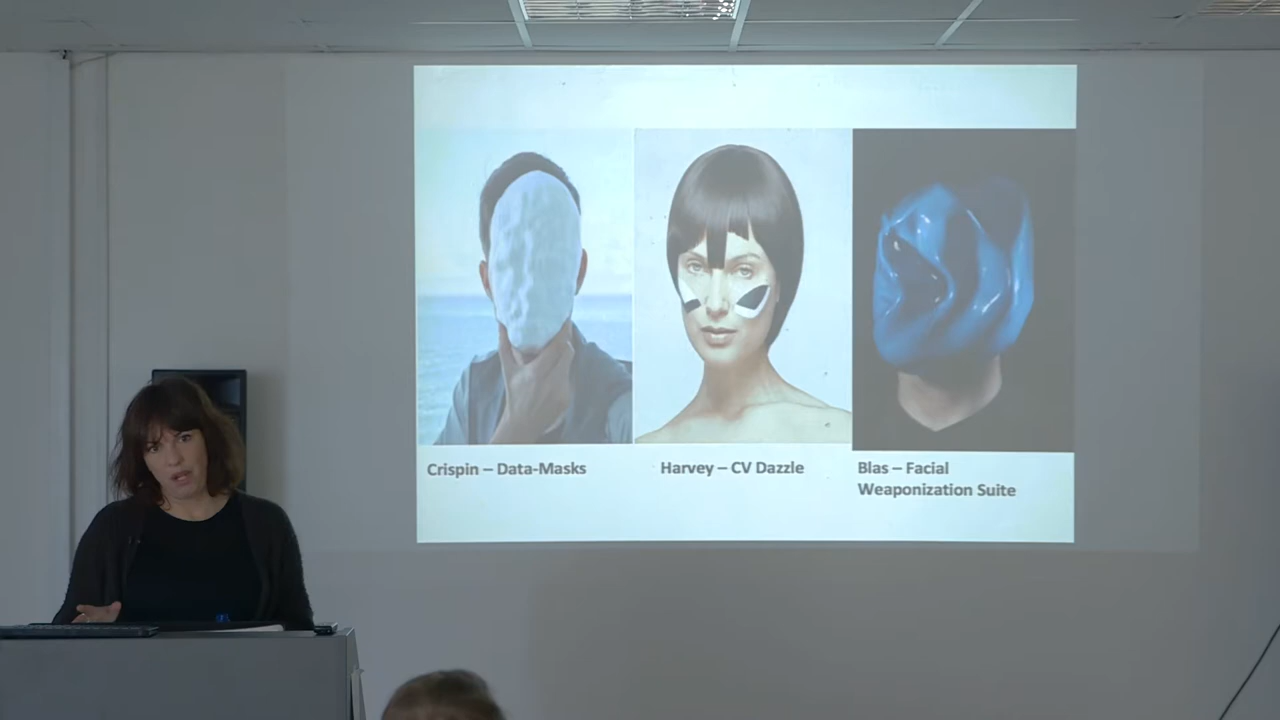 Crispin – Data-Masks
Harvey – CV Dazzle
Blas – Facial
Weaponization Suite